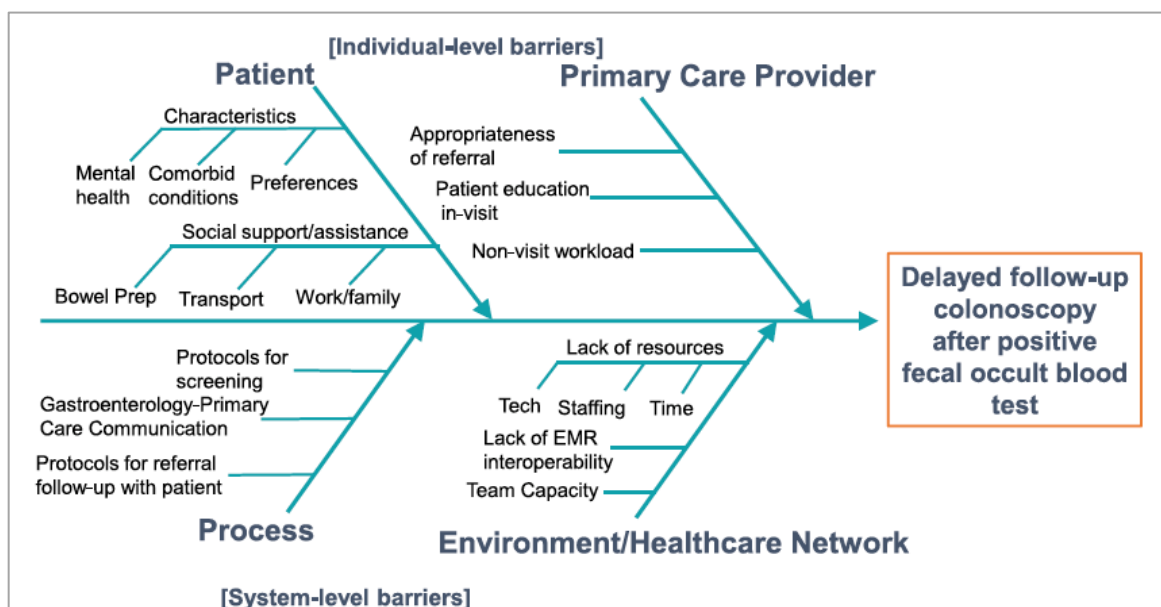 [Individual-level barriers]
Patient
Primary Care Provider
Characteristics
Mental
health
Comorbid
conditions
Preferences
Social support/assistance
Bowel Prep
Transport
Work/family
Appropriateness
of referral
Patient education
in-visit
Non-visit workload
Delayed follow-up
colonoscopy
after positive
fecal occult blood
test
Protocols for
screening
Gastroenterology-Primary
Care Communication
Protocols for referral
follow-up with patient
Process
Lack of resources
Tech
Staffing
Time
Lack of EMR
interoperability
Team Capacity
Environment/Healthcare Network
[System-level barriers]